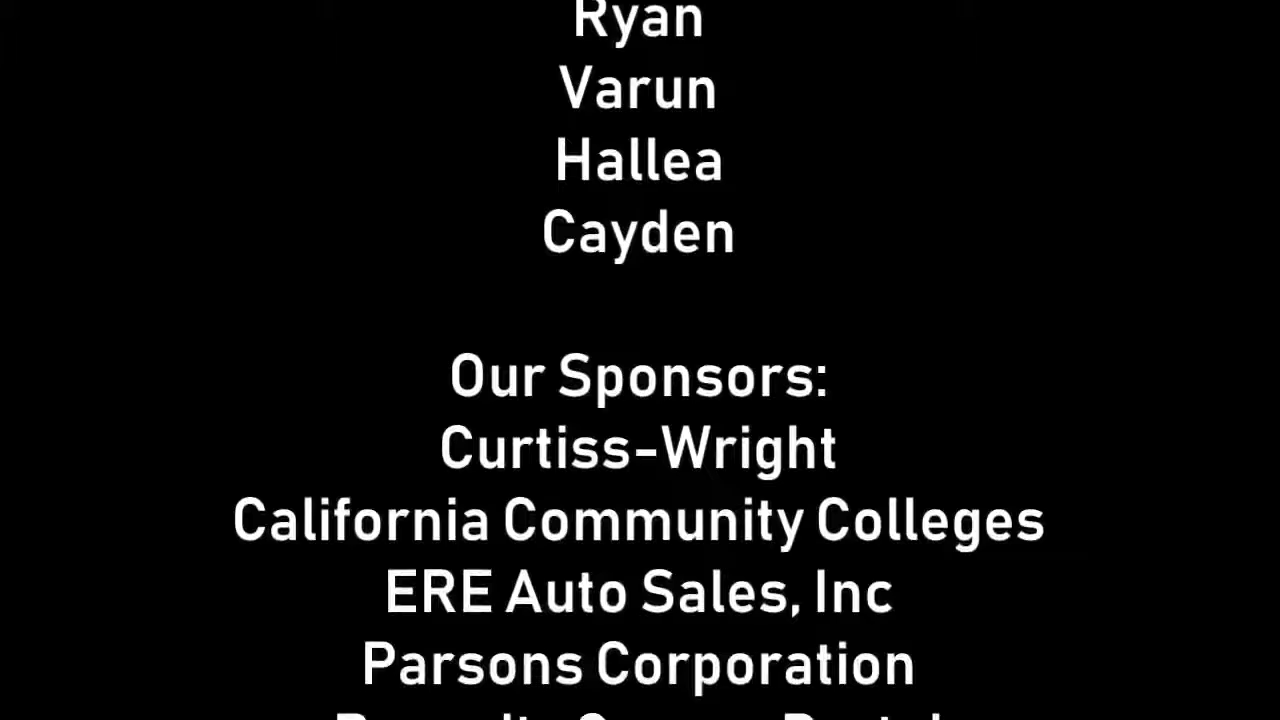 Ryan
Varun
Hallea
Cayden
Our Sponsors:
Curtiss-Wright
California Community Colleges
ERE Auto Sales, Inc
Parsons Corporation